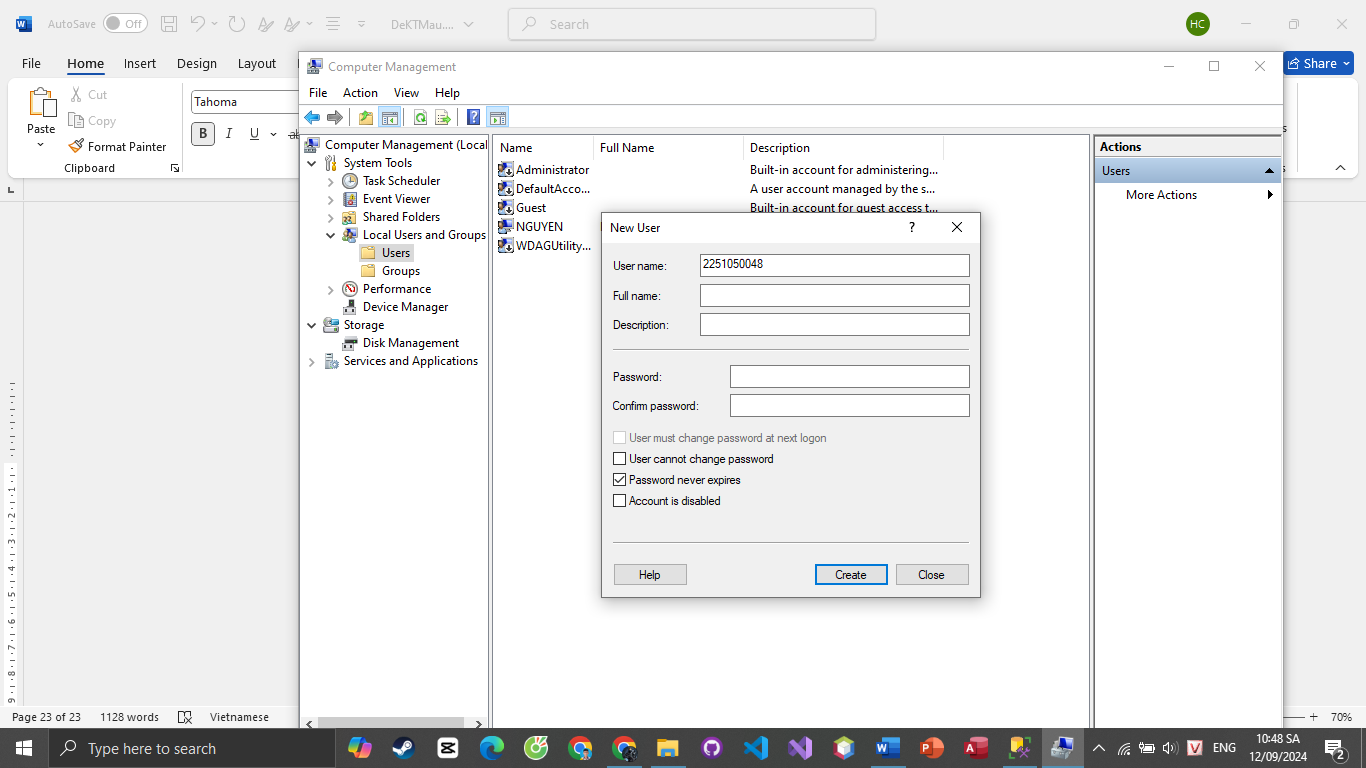 AutoSave Off DeKTMau.... Search HC
File Home Insert Design Layout Share
Paste Cut Copy Format Painter
Clipboard
Tahoma
B I U ab
Computer Management
File Action View Help
Computer Management (Local
System Tools
Task Scheduler
Event Viewer
Shared Folders
Local Users and Groups
Users
Groups
Performance
Device Manager
Storage
Disk Management
Services and Applications
Name Full Name Description
Administrator Built-in account for administering...
DefaultAcco... A user account managed by the s...
Guest Built-in account for guest access t...
NGUYEN
WDAGUtility...
Actions
Users
More Actions
New User ?
User name: 2251050048
Full name:
Description:
Password:
Confirm password:
User must change password at next logon
User cannot change password
Password never expires
Account is disabled
Help Create Close
Page 23 of 23 1128 words Vietnamese 70%
Type here to search ENG 10:48 SA
12/09/2024 2